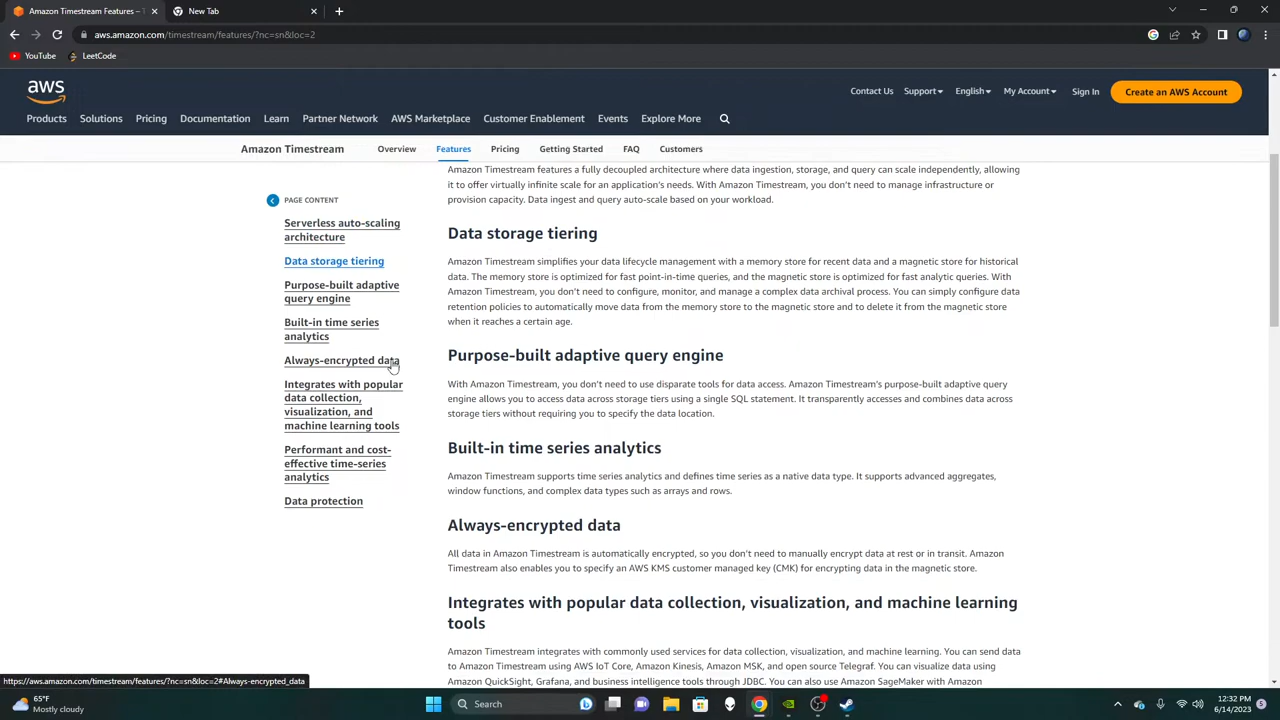 Amazon Timestream Features – T
New Tab
aws.amazon.com/timestream/features/?nc=sn&loc=2
YouTube
LeetCode
aws
Contact Us
Support
English
My Account
Sign In
Create an AWS Account
Products
Solutions
Pricing
Documentation
Learn
Partner Network
AWS Marketplace
Customer Enablement
Events
Explore More
Amazon Timestream
Overview
Features
Pricing
Getting Started
FAQ
Customers
PAGE CONTENT
Serverless auto-scaling
architecture
Data storage tiering
Purpose-built adaptive
query engine
Built-in time series
analytics
Always-encrypted data
Integrates with popular
data collection,
visualization, and
machine learning tools
Performant and cost-
effective time-series
analytics
Data protection
Amazon Timestream features a fully decoupled architecture where data ingestion, storage, and query can scale independently, allowing
it to offer virtually infinite scale for an application's needs. With Amazon Timestream, you don't need to manage infrastructure or
provision capacity. Data ingest and query auto-scale based on your workload.
Data storage tiering
Amazon Timestream simplifies your data lifecycle management with a memory store for recent data and a magnetic store for historical
data. The memory store is optimized for fast point-in-time queries, and the magnetic store is optimized for fast analytic queries. With
Amazon Timestream, you don't need to configure, monitor, and manage a complex data archival process. You can simply configure data
retention policies to automatically move data from the memory store to the magnetic store and to delete it from the magnetic store
when it reaches a certain age.
Purpose-built adaptive query engine
With Amazon Timestream, you don't need to use disparate tools for data access. Amazon Timestream's purpose-built adaptive query
engine allows you to access data across storage tiers using a single SQL statement. It transparently accesses and combines data across
storage tiers without requiring you to specify the data location.
Built-in time series analytics
Amazon Timestream supports time series analytics and defines time series as a native data type. It supports advanced aggregates,
window functions, and complex data types such as arrays and rows.
Always-encrypted data
All data in Amazon Timestream is automatically encrypted, so you don't need to manually encrypt data at rest or in transit. Amazon
Timestream also enables you to specify an AWS KMS customer managed key (CMK) for encrypting data in the magnetic store.
Integrates with popular data collection, visualization, and machine learning
tools
Amazon Timestream integrates with commonly used services for data collection, visualization, and machine learning. You can send data
to Amazon Timestream using AWS IoT Core, Amazon Kinesis, Amazon MSK, and open source Telegraf. You can visualize data using
Amazon QuickSight, Grafana, and business intelligence tools through JDBC. You can also use Amazon SageMaker with Amazon
https://aws.amazon.com/timestream/features/?nc=sn&loc=2#Always-encrypted_data
65°F
Mostly cloudy
Search
12:32 PM
6/14/2023